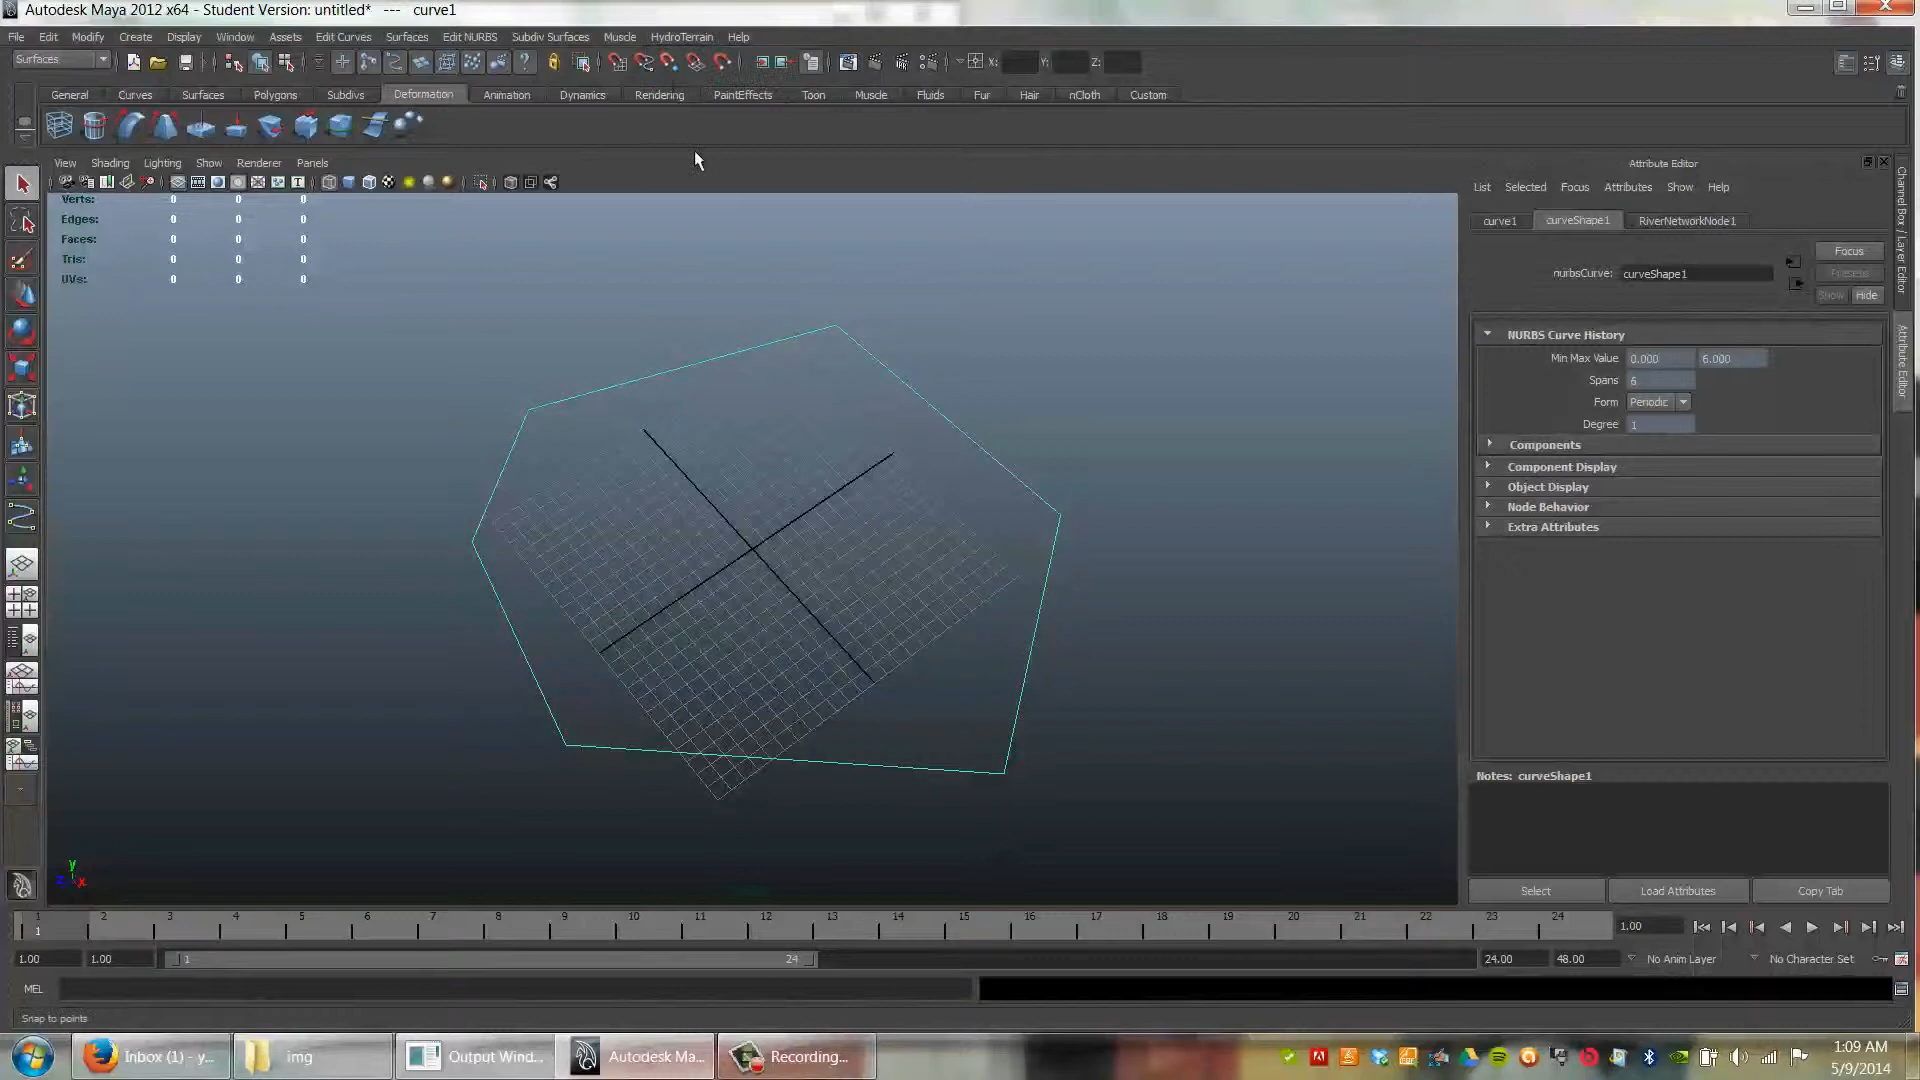 Autodesk Maya 2012 x64 - Student Version: untitled*   ---   curve1
File Edit Modify Create Display Window Assets Edit Curves Surfaces Edit NURBS Subdiv Surfaces Muscle HydroTerrain Help
Surfaces X: Y: Z:
General Curves Surfaces Polygons Subdivs Deformation Animation Dynamics Rendering PaintEffects Toon Muscle Fluids Fur Hair nCloth Custom
View Shading Lighting Show Renderer Panels
Verts: 0 0 0
Edges: 0 0 0
Faces: 0 0 0
Tris: 0 0 0
UVs: 0 0 0
y
z x
Attribute Editor
List Selected Focus Attributes Show Help
curve1 curveShape1 RiverNetworkNode1
Focus
nurbsCurve: curveShape1
Presets
Show Hide
NURBS Curve History
Min Max Value 0.000 6.000
Spans 6
Form Periodic
Degree 1
Components
Component Display
Object Display
Node Behavior
Extra Attributes
Notes: curveShape1
Select Load Attributes Copy Tab
Channel Box / Layer Editor
Attribute Editor
1 2 3 4 5 6 7 8 9 10 11 12 13 14 15 16 17 18 19 20 21 22 23 24
1
1.00
1.00 1.00 1 24 24.00 48.00 No Anim Layer No Character Set
MEL
Snap to points
Inbox (1) - y... img Output Wind... Autodesk Ma... Recording...
1:09 AM
5/9/2014